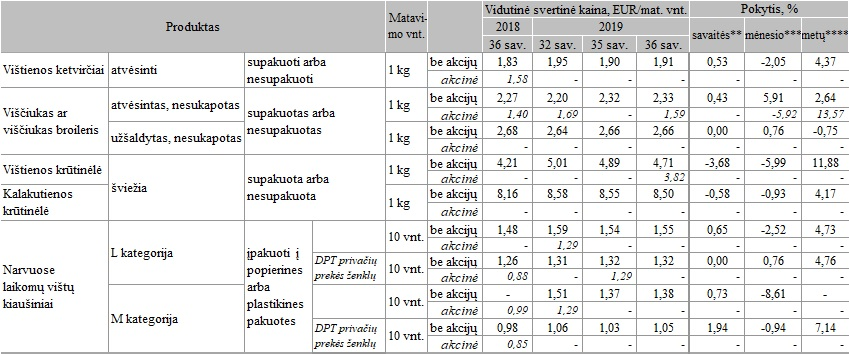 Produktas Matavi- Vidutinė svertinė kaina, EUR/mat. vnt. Pokytis, %
mo vnt. 2018 2019 savaitės** mėnesio*** metų****
36 sav. 32 sav. 35 sav. 36 sav.
Vištienos ketvirčiai atvėsinti supakuoti arba nesupakuoti 1 kg be akcijų 1,83 1,95 1,90 1,91 0,53 -2,05 4,37
akcinė 1,58 - - - - - -
Viščiukas ar viščiukas broileris atvėsintas, nesukapotas supakuotas arba nesupakuotas 1 kg be akcijų 2,27 2,20 2,32 2,33 0,43 5,91 2,64
akcinė 1,40 1,69 - 1,59 - -5,92 13,57
užšaldytas, nesukapotas 1 kg be akcijų 2,68 2,64 2,66 2,66 0,00 0,76 -0,75
akcinė - - - - - - -
Vištienos krūtinėlė šviežia supakuota arba nesupakuota 1 kg be akcijų 4,21 5,01 4,89 4,71 -3,68 -5,99 11,88
akcinė - - - 3,82 - - -
Kalakutienos krūtinėlė 1 kg be akcijų 8,16 8,58 8,55 8,50 -0,58 -0,93 4,17
akcinė - - - - - - -
Narvuose laikomų vištų kiaušiniai L kategorija įpakuoti į popierines arba plastikines pakuotes 10 vnt. be akcijų 1,48 1,59 1,54 1,55 0,65 -2,52 4,73
akcinė - 1,29 - - - - -
DPT privačių prekės ženklų 10 vnt. be akcijų 1,26 1,31 1,32 1,32 0,00 0,76 4,76
akcinė 0,88 - 1,29 - - - -
M kategorija 10 vnt. be akcijų - 1,51 1,37 1,38 0,73 -8,61 -
akcinė 0,99 1,29 - - - - -
DPT privačių prekės ženklų 10 vnt. be akcijų 0,98 1,06 1,03 1,05 1,94 -0,94 7,14
akcinė 0,85 - - - - - -